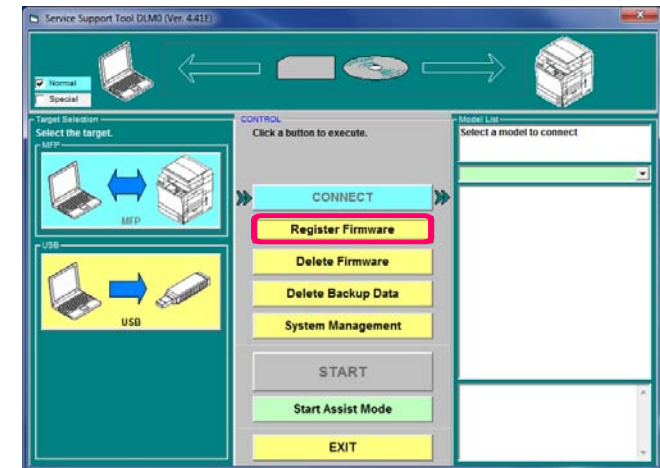 Service Support Tool DLM0 (Ver. 4.41E)
Normal
Special
Target Selection
Select the target.
MFP
MFP
USB
USB
CONTROL
Click a button to execute.
CONNECT
Register Firmware
Delete Firmware
Delete Backup Data
System Management
START
Start Assist Mode
EXIT
Model List
Select a model to connect